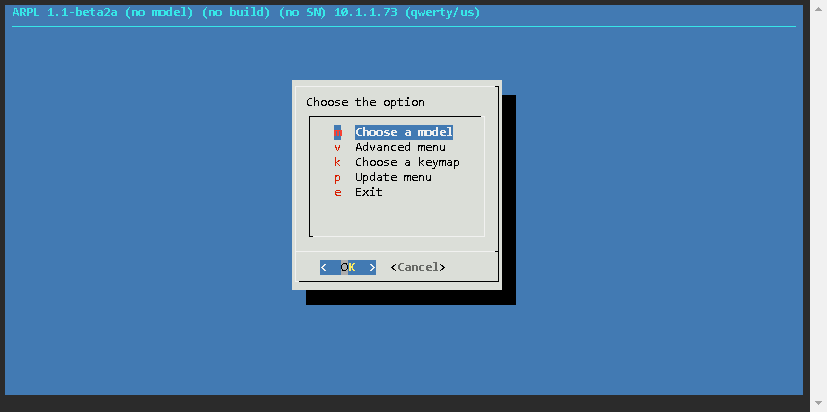 ARPL 1.1-beta2a (no model) (no build) (no SN) 10.1.1.73 (qwerty/us)
Choose the option
m Choose a model
v Advanced menu
k Choose a keymap
p Update menu
e Exit
< OK > <Cancel>